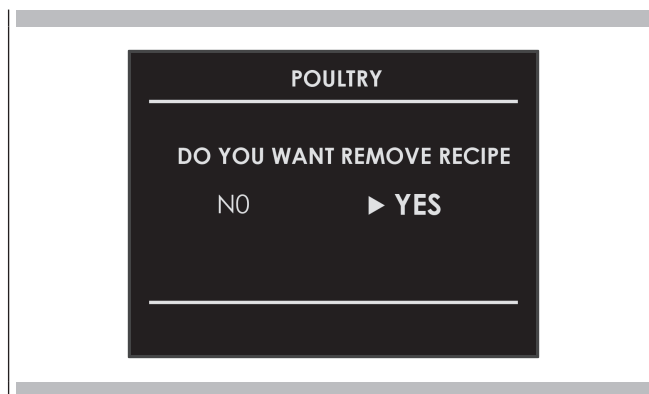 POULTRY
DO YOU WANT REMOVE RECIPE
N0 ▶ YES